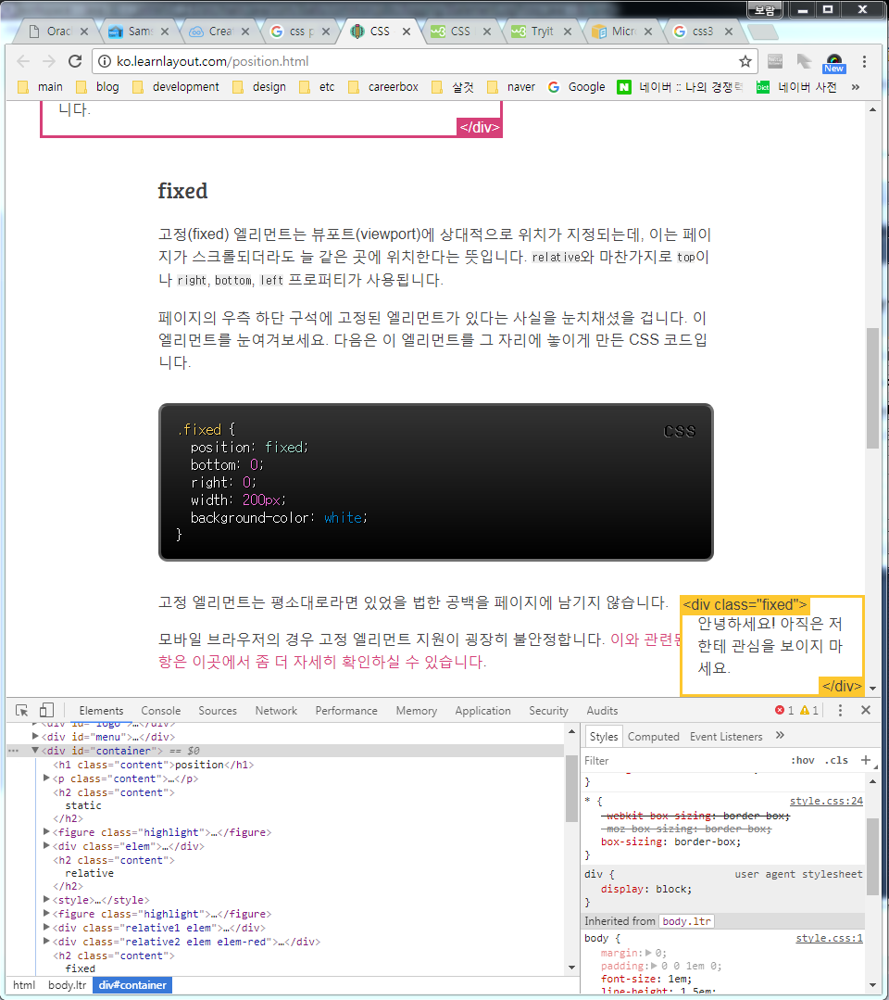 보람
Oracl
Sams
Creat
css p
CSS
CSS
Tryit
Micr
css3
ko.learnlayout.com/position.html
New
main
blog
development
design
etc
careerbox
살것
naver
Google
네이버 :: 나의 경쟁력
네이버 사전
»
니다.
</div>
fixed
고정(fixed) 엘리먼트는 뷰포트(viewport)에 상대적으로 위치가 지정되는데, 이는 페이
지가 스크롤되더라도 늘 같은 곳에 위치한다는 뜻입니다. relative와 마찬가지로 top이
나 right, bottom, left 프로퍼티가 사용됩니다.
페이지의 우측 하단 구석에 고정된 엘리먼트가 있다는 사실을 눈치채셨을 겁니다. 이
엘리먼트를 눈여겨보세요. 다음은 이 엘리먼트를 그 자리에 놓이게 만든 CSS 코드입
니다.
CSS
.fixed {
position: fixed;
bottom: 0;
right: 0;
width: 200px;
background-color: white;
}
고정 엘리먼트는 평소대로라면 있었을 법한 공백을 페이지에 남기지 않습니다.
모바일 브라우저의 경우 고정 엘리먼트 지원이 굉장히 불안정합니다. 이와 관련된
항은 이곳에서 좀 더 자세히 확인하실 수 있습니다.
<div class="fixed">
안녕하세요! 아직은 저
한테 관심을 보이지 마
세요.
</div>
Elements
Console
Sources
Network
Performance
Memory
Application
Security
Audits
1
1
<div id="logo">…</div>
<div id="menu">…</div>
<div id="container"> == $0
<h1 class="content">position</h1>
<p class="content">…</p>
<h2 class="content">
static
</h2>
<figure class="highlight">…</figure>
<div class="elem">…</div>
<h2 class="content">
relative
</h2>
<style>…</style>
<figure class="highlight">…</figure>
<div class="relative1 elem">…</div>
<div class="relative2 elem elem-red">…</div>
<h2 class="content">
fixed
html
body.ltr
div#container
Styles
Computed
Event Listeners
»
Filter
:hov
.cls
+
}
* {
style.css:24
-webkit-box-sizing: border-box;
-moz-box-sizing: border-box;
box-sizing: border-box;
}
div {
user agent stylesheet
display: block;
}
Inherited from body.ltr
body {
style.css:1
margin: 0;
padding: 0 0 1em 0;
font-size: 1em;
line-height: 1.5em;